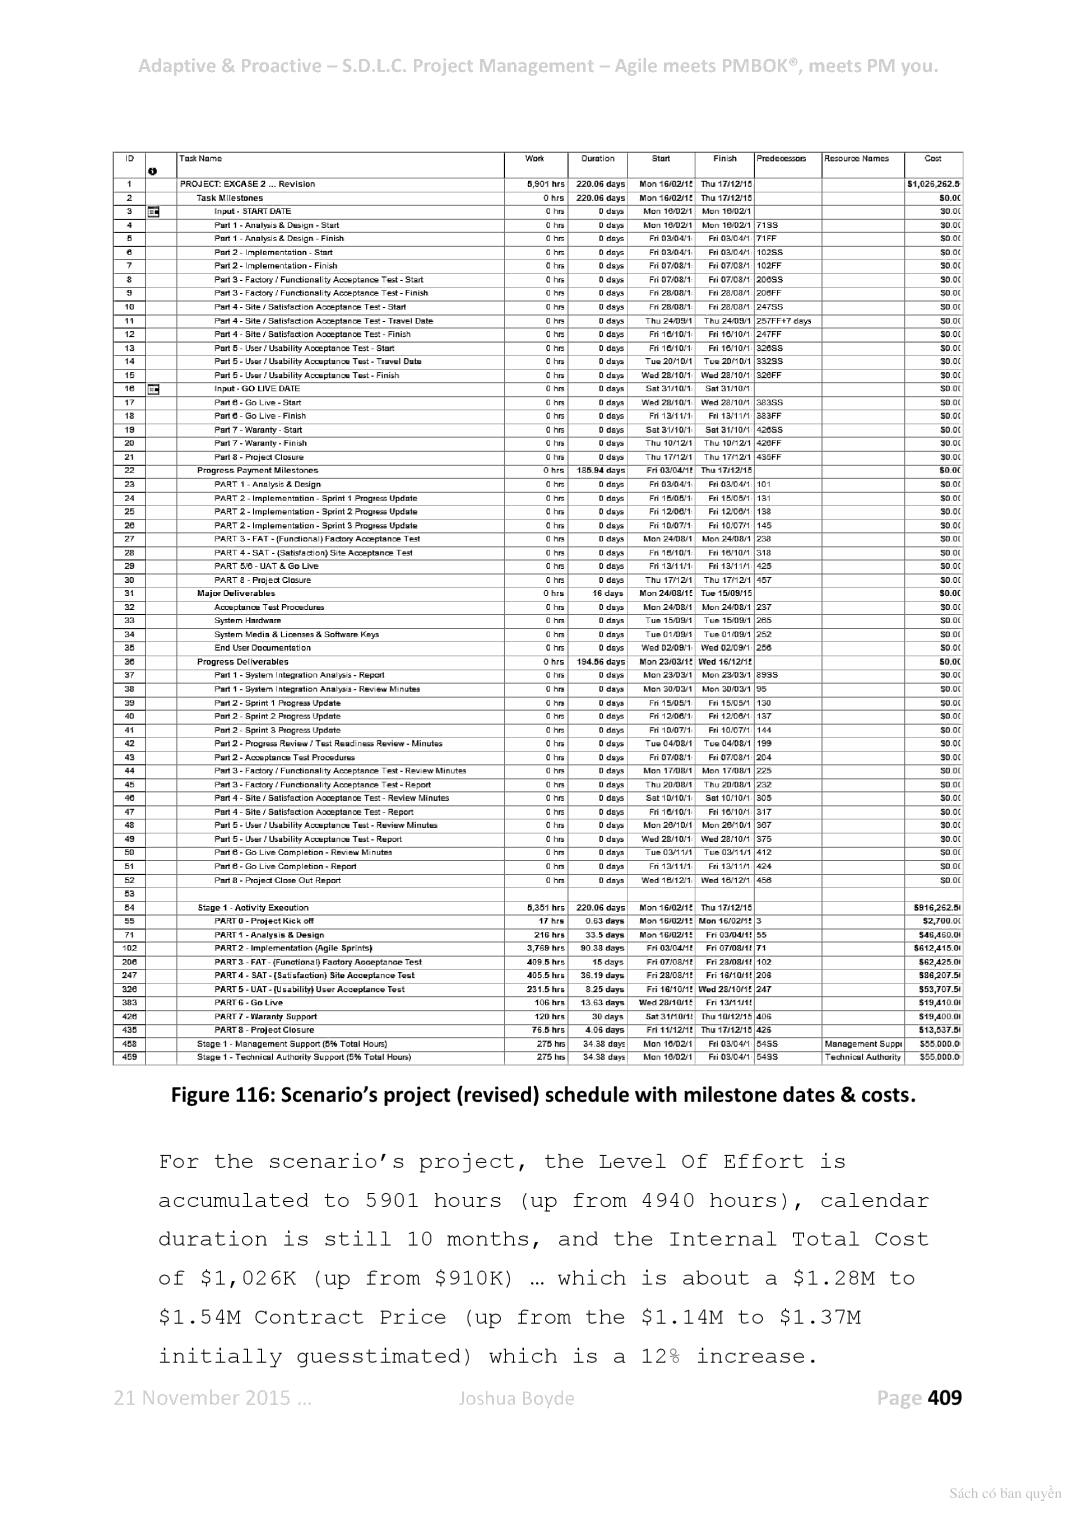 Adaptive & Proactive – S.D.L.C. Project Management – Agile meets PMBOK®, meets PM you.
ID Task Name Work Duration Start Finish Predecessors Resource Names Cost
1 PROJECT: EXCASE 2 ... Revision 5,901 hrs 220.06 days Mon 16/02/15 Thu 17/12/15 $1,026,262.5
2 Task Milestones 0 hrs 220.06 days Mon 16/02/15 Thu 17/12/15 $0.00
3 Input - START DATE 0 hrs 0 days Mon 16/02/1 Mon 16/02/1 $0.00
4 Part 1 - Analysis & Design - Start 0 hrs 0 days Mon 16/02/1 Mon 16/02/1 71SS $0.00
5 Part 1 - Analysis & Design - Finish 0 hrs 0 days Fri 03/04/1 Fri 03/04/1 71FF $0.00
6 Part 2 - Implementation - Start 0 hrs 0 days Fri 03/04/1 Fri 03/04/1 102SS $0.00
7 Part 2 - Implementation - Finish 0 hrs 0 days Fri 07/08/1 Fri 07/08/1 102FF $0.00
8 Part 3 - Factory / Functionality Acceptance Test - Start 0 hrs 0 days Fri 07/08/1 Fri 07/08/1 206SS $0.00
9 Part 3 - Factory / Functionality Acceptance Test - Finish 0 hrs 0 days Fri 28/08/1 Fri 28/08/1 206FF $0.00
10 Part 4 - Site / Satisfaction Acceptance Test - Start 0 hrs 0 days Fri 28/08/1 Fri 28/08/1 247SS $0.00
11 Part 4 - Site / Satisfaction Acceptance Test - Travel Date 0 hrs 0 days Thu 24/09/1 Thu 24/09/1 257FF+7 days $0.00
12 Part 4 - Site / Satisfaction Acceptance Test - Finish 0 hrs 0 days Fri 16/10/1 Fri 16/10/1 247FF $0.00
13 Part 5 - User / Usability Acceptance Test - Start 0 hrs 0 days Fri 16/10/1 Fri 16/10/1 326SS $0.00
14 Part 5 - User / Usability Acceptance Test - Travel Date 0 hrs 0 days Tue 20/10/1 Tue 20/10/1 332SS $0.00
15 Part 5 - User / Usability Acceptance Test - Finish 0 hrs 0 days Wed 28/10/1 Wed 28/10/1 326FF $0.00
16 Input - GO LIVE DATE 0 hrs 0 days Sat 31/10/1 Sat 31/10/1 $0.00
17 Part 6 - Go Live - Start 0 hrs 0 days Wed 28/10/1 Wed 28/10/1 383SS $0.00
18 Part 6 - Go Live - Finish 0 hrs 0 days Fri 13/11/1 Fri 13/11/1 383FF $0.00
19 Part 7 - Waranty - Start 0 hrs 0 days Sat 31/10/1 Sat 31/10/1 426SS $0.00
20 Part 7 - Waranty - Finish 0 hrs 0 days Thu 10/12/1 Thu 10/12/1 426FF $0.00
21 Part 8 - Project Closure 0 hrs 0 days Thu 17/12/1 Thu 17/12/1 435FF $0.00
22 Progress Payment Milestones 0 hrs 185.94 days Fri 03/04/15 Thu 17/12/15 $0.00
23 PART 1 - Analysis & Design 0 hrs 0 days Fri 03/04/1 Fri 03/04/1 101 $0.00
24 PART 2 - Implementation - Sprint 1 Progress Update 0 hrs 0 days Fri 15/05/1 Fri 15/05/1 131 $0.00
25 PART 2 - Implementation - Sprint 2 Progress Update 0 hrs 0 days Fri 12/06/1 Fri 12/06/1 138 $0.00
26 PART 2 - Implementation - Sprint 3 Progress Update 0 hrs 0 days Fri 10/07/1 Fri 10/07/1 145 $0.00
27 PART 3 - FAT - (Functional) Factory Acceptance Test 0 hrs 0 days Mon 24/08/1 Mon 24/08/1 238 $0.00
28 PART 4 - SAT - (Satisfaction) Site Acceptance Test 0 hrs 0 days Fri 16/10/1 Fri 16/10/1 318 $0.00
29 PART 5/6 - UAT & Go Live 0 hrs 0 days Fri 13/11/1 Fri 13/11/1 425 $0.00
30 PART 8 - Project Closure 0 hrs 0 days Thu 17/12/1 Thu 17/12/1 457 $0.00
31 Major Deliverables 0 hrs 16 days Mon 24/08/15 Tue 15/09/15 $0.00
32 Acceptance Test Procedures 0 hrs 0 days Mon 24/08/1 Mon 24/08/1 237 $0.00
33 System Hardware 0 hrs 0 days Tue 15/09/1 Tue 15/09/1 265 $0.00
34 System Media & Licenses & Software Keys 0 hrs 0 days Tue 01/09/1 Tue 01/09/1 252 $0.00
35 End User Documentation 0 hrs 0 days Wed 02/09/1 Wed 02/09/1 256 $0.00
36 Progress Deliverables 0 hrs 194.56 days Mon 23/03/15 Wed 16/12/15 $0.00
37 Part 1 - System Integration Analysis - Report 0 hrs 0 days Mon 23/03/1 Mon 23/03/1 89SS $0.00
38 Part 1 - System Integration Analysis - Review Minutes 0 hrs 0 days Mon 30/03/1 Mon 30/03/1 95 $0.00
39 Part 2 - Sprint 1 Progress Update 0 hrs 0 days Fri 15/05/1 Fri 15/05/1 130 $0.00
40 Part 2 - Sprint 2 Progress Update 0 hrs 0 days Fri 12/06/1 Fri 12/06/1 137 $0.00
41 Part 2 - Sprint 3 Progress Update 0 hrs 0 days Fri 10/07/1 Fri 10/07/1 144 $0.00
42 Part 2 - Progress Review / Test Readiness Review - Minutes 0 hrs 0 days Tue 04/08/1 Tue 04/08/1 199 $0.00
43 Part 2 - Acceptance Test Procedures 0 hrs 0 days Fri 07/08/1 Fri 07/08/1 204 $0.00
44 Part 3 - Factory / Functionality Acceptance Test - Review Minutes 0 hrs 0 days Mon 17/08/1 Mon 17/08/1 225 $0.00
45 Part 3 - Factory / Functionality Acceptance Test - Report 0 hrs 0 days Thu 20/08/1 Thu 20/08/1 232 $0.00
46 Part 4 - Site / Satisfaction Acceptance Test - Review Minutes 0 hrs 0 days Sat 10/10/1 Sat 10/10/1 305 $0.00
47 Part 4 - Site / Satisfaction Acceptance Test - Report 0 hrs 0 days Fri 16/10/1 Fri 16/10/1 317 $0.00
48 Part 5 - User / Usability Acceptance Test - Review Minutes 0 hrs 0 days Mon 26/10/1 Mon 26/10/1 367 $0.00
49 Part 5 - User / Usability Acceptance Test - Report 0 hrs 0 days Wed 28/10/1 Wed 28/10/1 375 $0.00
50 Part 6 - Go Live Completion - Review Minutes 0 hrs 0 days Tue 03/11/1 Tue 03/11/1 412 $0.00
51 Part 6 - Go Live Completion - Report 0 hrs 0 days Fri 13/11/1 Fri 13/11/1 424 $0.00
52 Part 8 - Project Close Out Report 0 hrs 0 days Wed 16/12/1 Wed 16/12/1 456 $0.00
53
54 Stage 1 - Activity Execution 5,351 hrs 220.06 days Mon 16/02/15 Thu 17/12/15 $916,262.50
55 PART 0 - Project Kick off 17 hrs 0.63 days Mon 16/02/15 Mon 16/02/15 3 $2,700.00
71 PART 1 - Analysis & Design 216 hrs 33.5 days Mon 16/02/15 Fri 03/04/15 55 $46,460.00
102 PART 2 - Implementation (Agile Sprints) 3,769 hrs 90.38 days Fri 03/04/15 Fri 07/08/15 71 $612,415.00
206 PART 3 - FAT - (Functional) Factory Acceptance Test 409.5 hrs 15 days Fri 07/08/15 Fri 28/08/15 102 $62,425.00
247 PART 4 - SAT - (Satisfaction) Site Acceptance Test 405.5 hrs 36.19 days Fri 28/08/15 Fri 16/10/15 206 $86,207.50
326 PART 5 - UAT - (Usability) User Acceptance Test 231.5 hrs 8.25 days Fri 16/10/15 Wed 28/10/15 247 $53,707.50
383 PART 6 - Go Live 106 hrs 13.63 days Wed 28/10/15 Fri 13/11/15 $19,410.00
426 PART 7 - Warranty Support 120 hrs 30 days Sat 31/10/15 Thu 10/12/15 406 $19,400.00
435 PART 8 - Project Closure 76.5 hrs 4.06 days Fri 11/12/15 Thu 17/12/15 426 $13,537.50
458 Stage 1 - Management Support (5% Total Hours) 275 hrs 34.38 days Mon 16/02/1 Fri 03/04/1 54SS Management Supp $55,000.0
459 Stage 1 - Technical Authority Support (5% Total Hours) 275 hrs 34.38 days Mon 16/02/1 Fri 03/04/1 54SS Technical Authority $55,000.0
Figure 116: Scenario’s project (revised) schedule with milestone dates & costs.
For the scenario’s project, the Level Of Effort is
accumulated to 5901 hours (up from 4940 hours), calendar
duration is still 10 months, and the Internal Total Cost
of $1,026K (up from $910K) … which is about a $1.28M to
$1.54M Contract Price (up from the $1.14M to $1.37M
initially guesstimated) which is a 12% increase.
21 November 2015 … Joshua Boyde Page 409
Sách có bản quyền